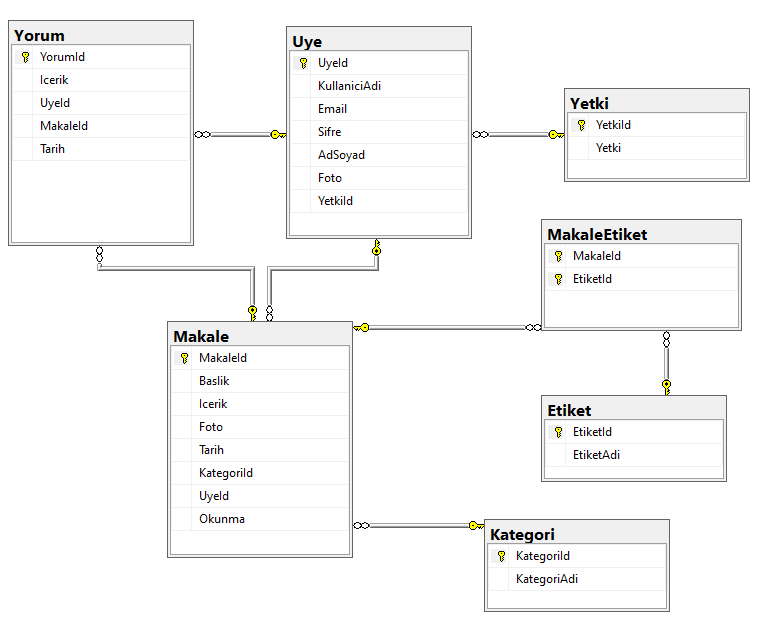 Yorum
YorumId
Icerik
UyeId
MakaleId
Tarih
Uye
UyeId
KullaniciAdi
Email
Sifre
AdSoyad
Foto
YetkiId
Yetki
YetkiId
Yetki
MakaleEtiket
MakaleId
EtiketId
Makale
MakaleId
Baslik
Icerik
Foto
Tarih
KategoriId
UyeId
Okunma
Etiket
EtiketId
EtiketAdi
Kategori
KategoriId
KategoriAdi